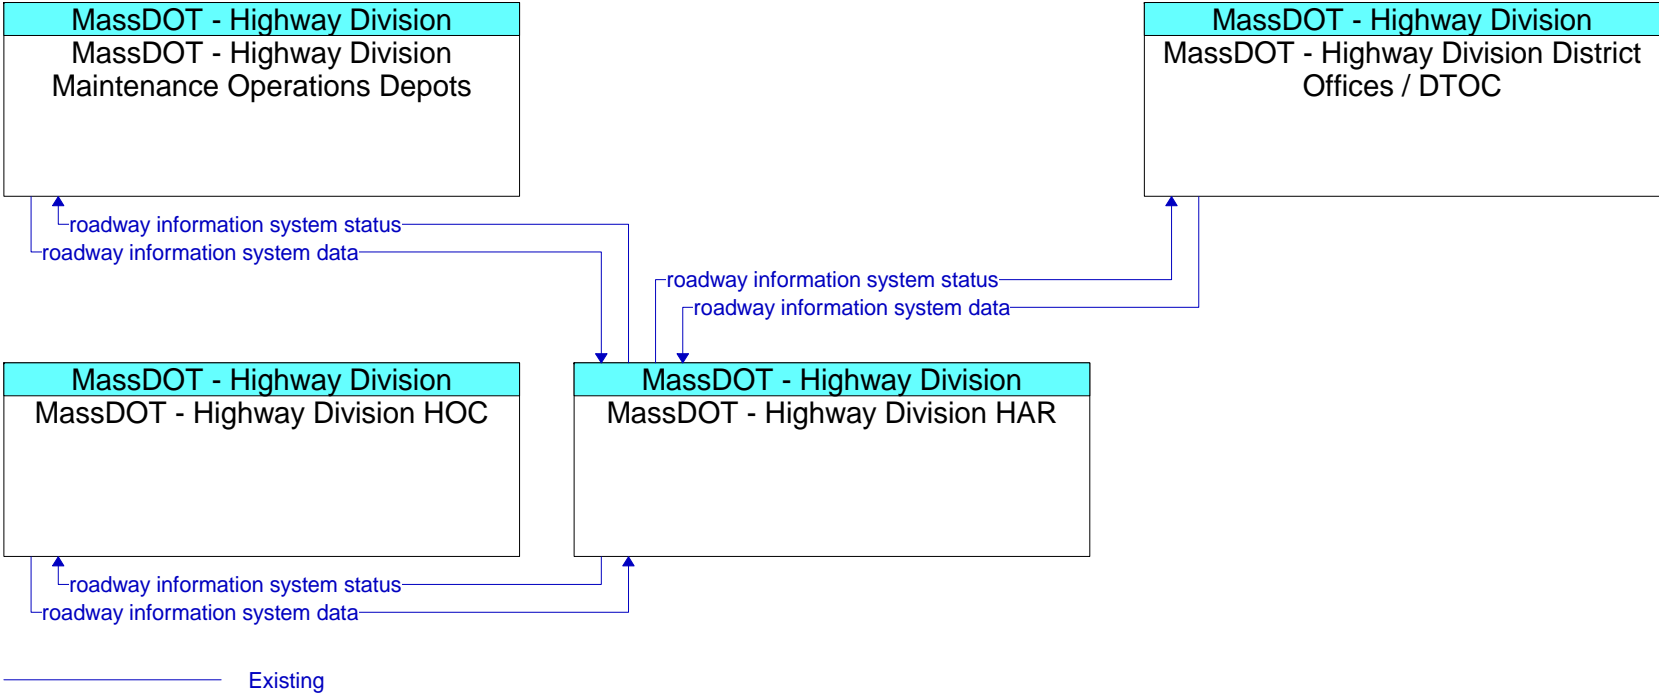 MassDOT - Highway Division
MassDOT - Highway Division
Maintenance Operations Depots
MassDOT - Highway Division
MassDOT - Highway Division District
Offices / DTOC
roadway information system status
roadway information system data
roadway information system status
roadway information system data
MassDOT - Highway Division
MassDOT - Highway Division HOC
MassDOT - Highway Division
MassDOT - Highway Division HAR
roadway information system status
roadway information system data
Existing